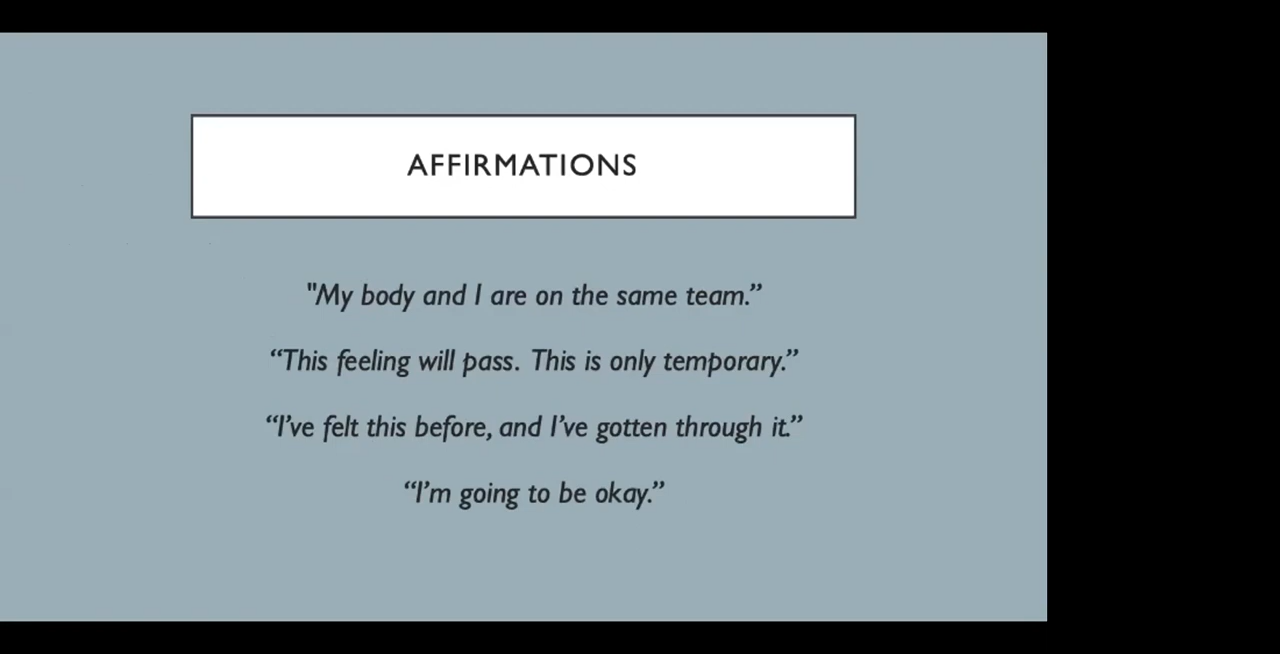 AFFIRMATIONS
"My body and I are on the same team.”
“This feeling will pass. This is only temporary.”
“I’ve felt this before, and I’ve gotten through it.”
“I’m going to be okay.”